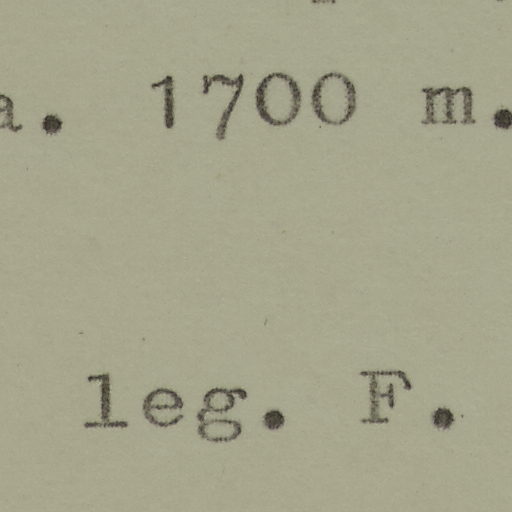 a. 1700 m.
leg. F.